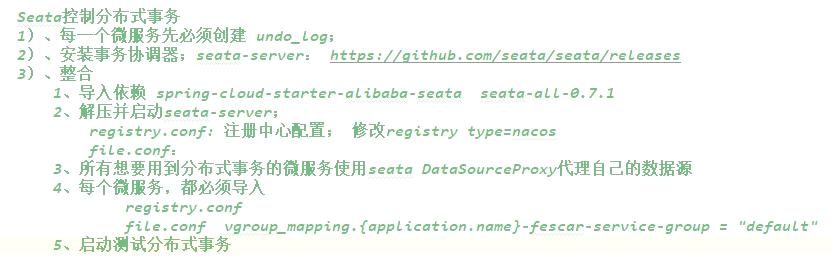 Seata控制分布式事务
1）、每一个微服务先必须创建 undo_log；
2）、安装事务协调器；seata-server： https://github.com/seata/seata/releases
3）、整合
1、导入依赖 spring-cloud-starter-alibaba-seata seata-all-0.7.1
2、解压并启动seata-server；
registry.conf: 注册中心配置； 修改registry type=nacos
file.conf：
3、所有想要用到分布式事务的微服务使用seata DataSourceProxy代理自己的数据源
4、每个微服务，都必须导入
registry.conf
file.conf vgroup_mapping.{application.name}-fescar-service-group = "default"
5、启动测试分布式事务